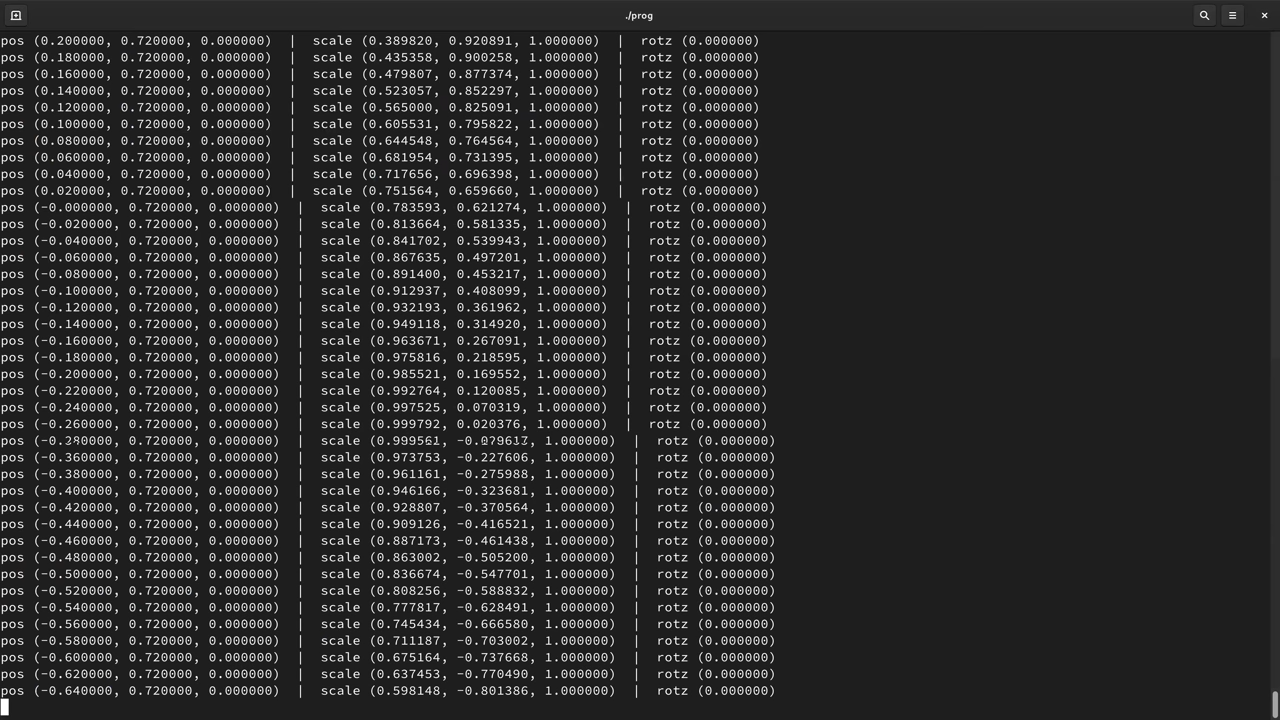 ./prog
pos (0.200000, 0.720000, 0.000000)  |  scale (0.389820, 0.920891, 1.000000)  |  rotz (0.000000)
pos (0.180000, 0.720000, 0.000000)  |  scale (0.435358, 0.900258, 1.000000)  |  rotz (0.000000)
pos (0.160000, 0.720000, 0.000000)  |  scale (0.479807, 0.877374, 1.000000)  |  rotz (0.000000)
pos (0.140000, 0.720000, 0.000000)  |  scale (0.523057, 0.852297, 1.000000)  |  rotz (0.000000)
pos (0.120000, 0.720000, 0.000000)  |  scale (0.565000, 0.825091, 1.000000)  |  rotz (0.000000)
pos (0.100000, 0.720000, 0.000000)  |  scale (0.605531, 0.795822, 1.000000)  |  rotz (0.000000)
pos (0.080000, 0.720000, 0.000000)  |  scale (0.644548, 0.764564, 1.000000)  |  rotz (0.000000)
pos (0.060000, 0.720000, 0.000000)  |  scale (0.681954, 0.731395, 1.000000)  |  rotz (0.000000)
pos (0.040000, 0.720000, 0.000000)  |  scale (0.717656, 0.696398, 1.000000)  |  rotz (0.000000)
pos (0.020000, 0.720000, 0.000000)  |  scale (0.751564, 0.659660, 1.000000)  |  rotz (0.000000)
pos (-0.000000, 0.720000, 0.000000)  |  scale (0.783593, 0.621274, 1.000000)  |  rotz (0.000000)
pos (-0.020000, 0.720000, 0.000000)  |  scale (0.813664, 0.581335, 1.000000)  |  rotz (0.000000)
pos (-0.040000, 0.720000, 0.000000)  |  scale (0.841702, 0.539943, 1.000000)  |  rotz (0.000000)
pos (-0.060000, 0.720000, 0.000000)  |  scale (0.867635, 0.497201, 1.000000)  |  rotz (0.000000)
pos (-0.080000, 0.720000, 0.000000)  |  scale (0.891400, 0.453217, 1.000000)  |  rotz (0.000000)
pos (-0.100000, 0.720000, 0.000000)  |  scale (0.912937, 0.408099, 1.000000)  |  rotz (0.000000)
pos (-0.120000, 0.720000, 0.000000)  |  scale (0.932193, 0.361962, 1.000000)  |  rotz (0.000000)
pos (-0.140000, 0.720000, 0.000000)  |  scale (0.949118, 0.314920, 1.000000)  |  rotz (0.000000)
pos (-0.160000, 0.720000, 0.000000)  |  scale (0.963671, 0.267091, 1.000000)  |  rotz (0.000000)
pos (-0.180000, 0.720000, 0.000000)  |  scale (0.975816, 0.218595, 1.000000)  |  rotz (0.000000)
pos (-0.200000, 0.720000, 0.000000)  |  scale (0.985521, 0.169552, 1.000000)  |  rotz (0.000000)
pos (-0.220000, 0.720000, 0.000000)  |  scale (0.992764, 0.120085, 1.000000)  |  rotz (0.000000)
pos (-0.240000, 0.720000, 0.000000)  |  scale (0.997525, 0.070319, 1.000000)  |  rotz (0.000000)
pos (-0.260000, 0.720000, 0.000000)  |  scale (0.999792, 0.020376, 1.000000)  |  rotz (0.000000)
pos (-0.280000, 0.720000, 0.000000)  |  scale 1.000000)  |  rotz (0.000000)
pos (-0.360000, 0.720000, 0.000000)  |  scale (0.973753, -0.227606, 1.000000)  |  rotz (0.000000)
pos (-0.380000, 0.720000, 0.000000)  |  scale (0.961161, -0.275988, 1.000000)  |  rotz (0.000000)
pos (-0.400000, 0.720000, 0.000000)  |  scale (0.946166, -0.323681, 1.000000)  |  rotz (0.000000)
pos (-0.420000, 0.720000, 0.000000)  |  scale (0.928807, -0.370564, 1.000000)  |  rotz (0.000000)
pos (-0.440000, 0.720000, 0.000000)  |  scale (0.909126, -0.416521, 1.000000)  |  rotz (0.000000)
pos (-0.460000, 0.720000, 0.000000)  |  scale (0.887173, -0.461438, 1.000000)  |  rotz (0.000000)
pos (-0.480000, 0.720000, 0.000000)  |  scale (0.863002, -0.505200, 1.000000)  |  rotz (0.000000)
pos (-0.500000, 0.720000, 0.000000)  |  scale (0.836674, -0.547701, 1.000000)  |  rotz (0.000000)
pos (-0.520000, 0.720000, 0.000000)  |  scale (0.808256, -0.588832, 1.000000)  |  rotz (0.000000)
pos (-0.540000, 0.720000, 0.000000)  |  scale (0.777817, -0.628491, 1.000000)  |  rotz (0.000000)
pos (-0.560000, 0.720000, 0.000000)  |  scale (0.745434, -0.666580, 1.000000)  |  rotz (0.000000)
pos (-0.580000, 0.720000, 0.000000)  |  scale (0.711187, -0.703002, 1.000000)  |  rotz (0.000000)
pos (-0.600000, 0.720000, 0.000000)  |  scale (0.675164, -0.737668, 1.000000)  |  rotz (0.000000)
pos (-0.620000, 0.720000, 0.000000)  |  scale (0.637453, -0.770490, 1.000000)  |  rotz (0.000000)
pos (-0.640000, 0.720000, 0.000000)  |  scale (0.598148, -0.801386, 1.000000)  |  rotz (0.000000)